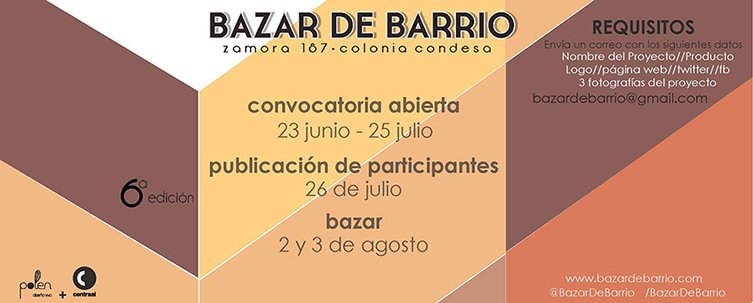 BAZAR DE BARRIO
zamora 187·colonia condesa
convocatoria abierta
23 junio - 25 julio
publicación de participantes
26 de julio
bazar
2 y 3 de agosto
6ª edición
polen
diseño vivo
+
centraal
REQUISITOS
Envía un correo con los siguientes datos
Nombre del Proyecto//Producto
Logo//página web//twitter//fb
3 fotografías del proyecto
bazardebarrio@gmail.com
www.bazardebarrio.com
@BazarDeBarrio /BazarDeBarrio